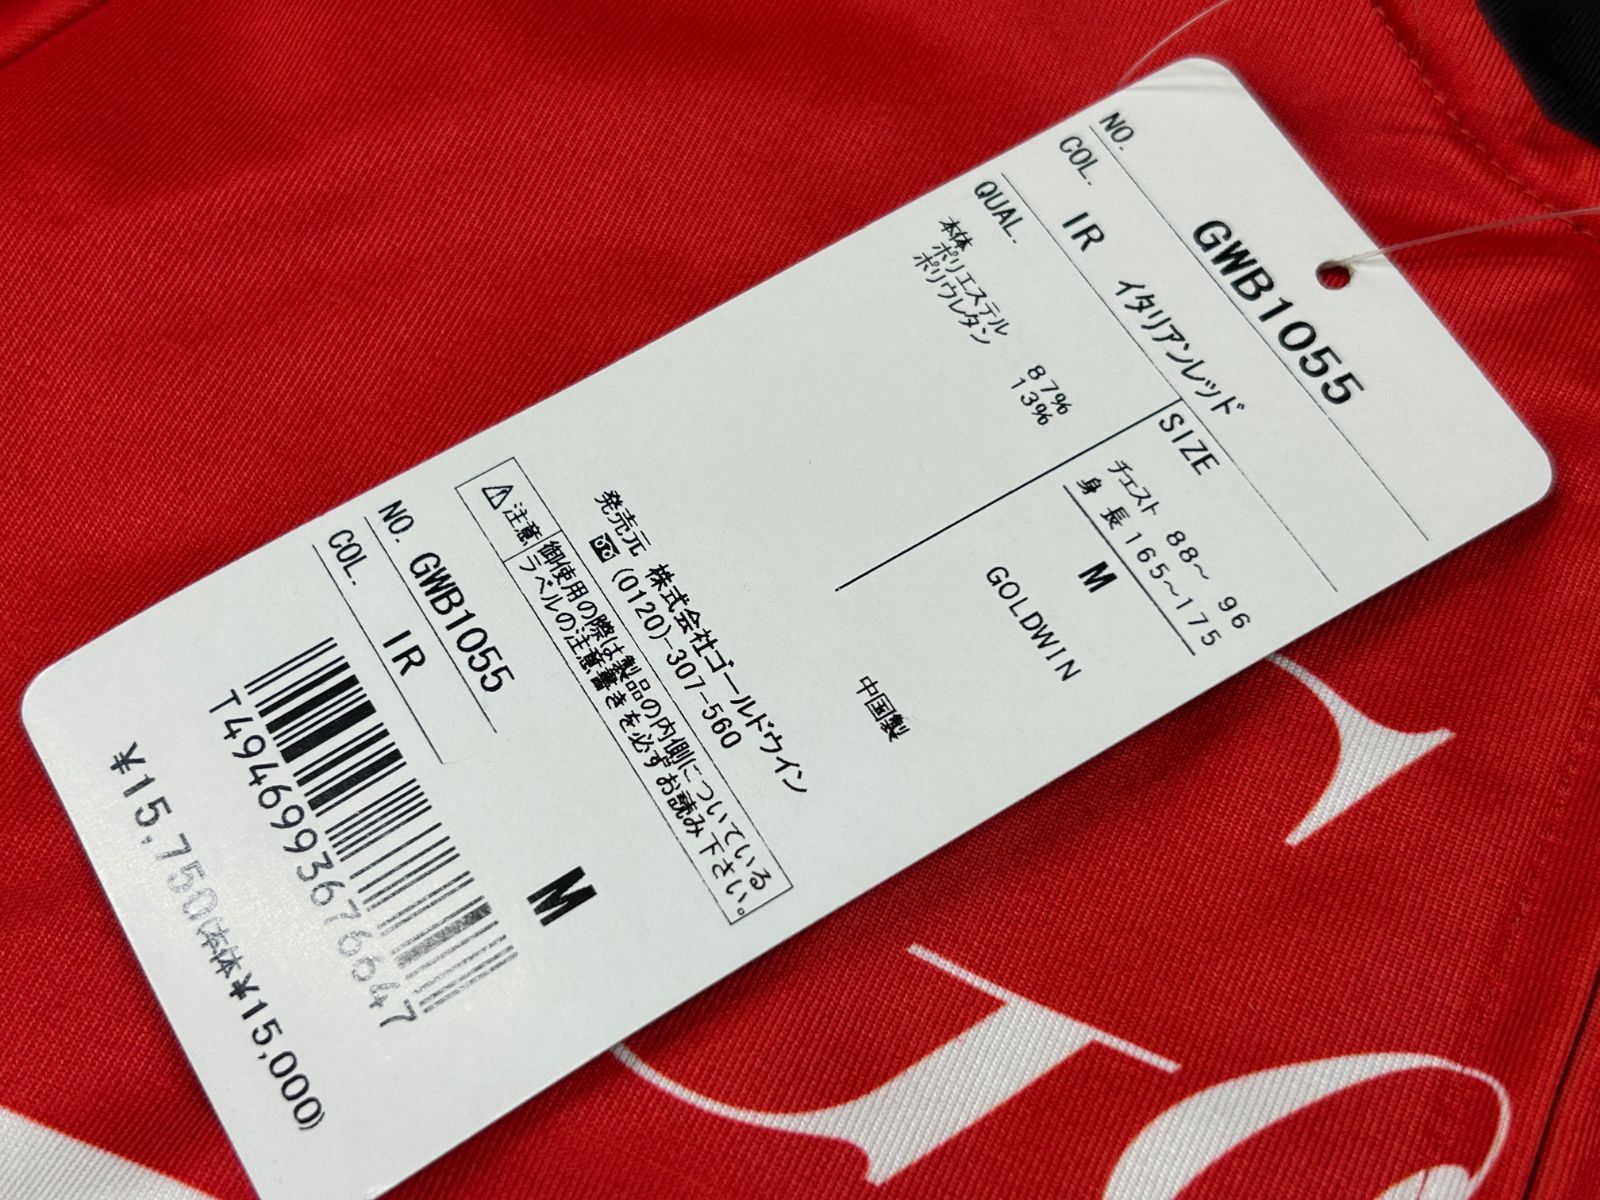 NO. GWB1055
COL. IR イタリアンレッド
QUAL.
本体
ポリエステル 87%
ポリウレタン 13%
SIZE
チェスト 88～ 96
身長165～175
M
GOLDWIN
中国製
発売元 株式会社ゴールドウイン
(0120)-307-560
注意 御使用の際は製品の内側についている
ラベルの注意書きを必ずお読み下さい。
NO. GWB1055
COL. IR
M
T4946993676647
¥15,750(本体¥15,000)